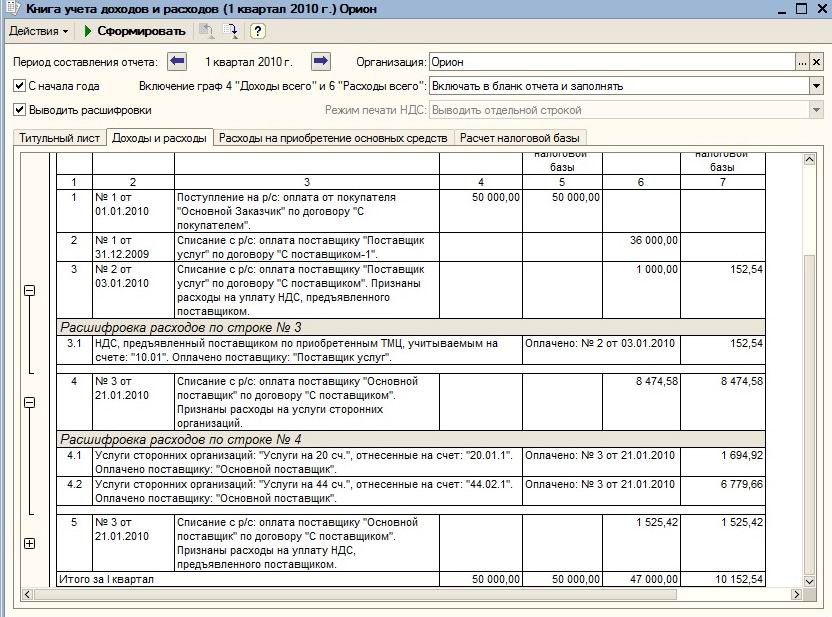 Книга учета доходов и расходов (1 квартал 2010 г.) Орион
Действия Сформировать ?
Период составления отчета: 1 квартал 2010 г. Организация: Орион ...
С начала года Включение граф 4 "Доходы всего" и 6 "Расходы всего": Включать в бланк отчета и заполнять
Выводить расшифровки Режим печати НДС: Выводить отдельной строкой
Титульный лист Доходы и расходы Расходы на приобретение основных средств Расчет налоговой базы
налоговой налоговой
базы базы
1 2 3 4 5 6 7
1 № 1 от Поступление на р/с: оплата от покупателя 50 000,00 50 000,00
01.01.2010 "Основной Заказчик" по договору "С
покупателем".
2 № 1 от Списание с р/с: оплата поставщику "Поставщик 36 000,00
31.12.2009 услуг" по договору "С поставщиком-1".
3 № 2 от Списание с р/с: оплата поставщику "Поставщик 1 000,00 152,54
03.01.2010 услуг" по договору "С поставщиком". Признаны
расходы на уплату НДС, предъявленного
поставщиком.
Расшифровка расходов по строке № 3
3.1 НДС, предъявленный поставщиком по приобретенным ТМЦ, учитываемым на Оплачено: № 2 от 03.01.2010 152,54
счете: "10.01". Оплачено поставщику: "Поставщик услуг".
4 № 3 от Списание с р/с: оплата поставщику "Основной 8 474,58 8 474,58
21.01.2010 поставщик" по договору "С поставщиком".
Признаны расходы на услуги сторонних
организаций.
Расшифровка расходов по строке № 4
4.1 Услуги сторонних организаций: "Услуги на 20 сч.", отнесенные на счет: "20.01.1". Оплачено: № 3 от 21.01.2010 1 694,92
Оплачено поставщику: "Основной поставщик".
4.2 Услуги сторонних организаций: "Услуги на 44 сч.", отнесенные на счет: "44.02.1". Оплачено: № 3 от 21.01.2010 6 779,66
Оплачено поставщику: "Основной поставщик".
5 № 3 от Списание с р/с: оплата поставщику "Основной 1 525,42 1 525,42
21.01.2010 поставщик" по договору "С поставщиком".
Признаны расходы на уплату НДС,
предъявленного поставщиком.
Итого за I квартал 50 000,00 50 000,00 47 000,00 10 152,54